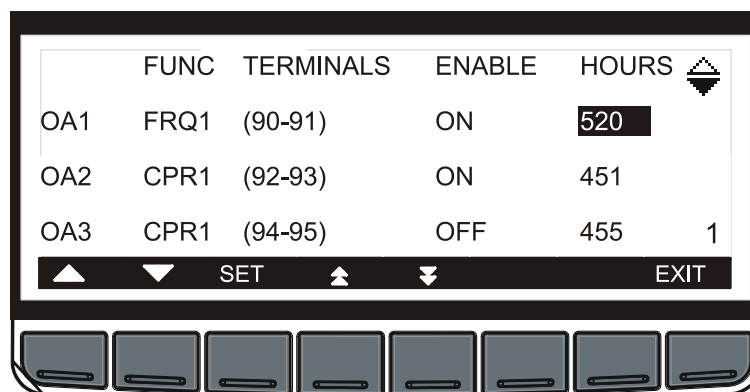 FUNC TERMINALS ENABLE HOURS
OA1 FRQ1 (90-91) ON 520
OA2 CPR1 (92-93) ON 451
OA3 CPR1 (94-95) OFF 455 1
SET EXIT